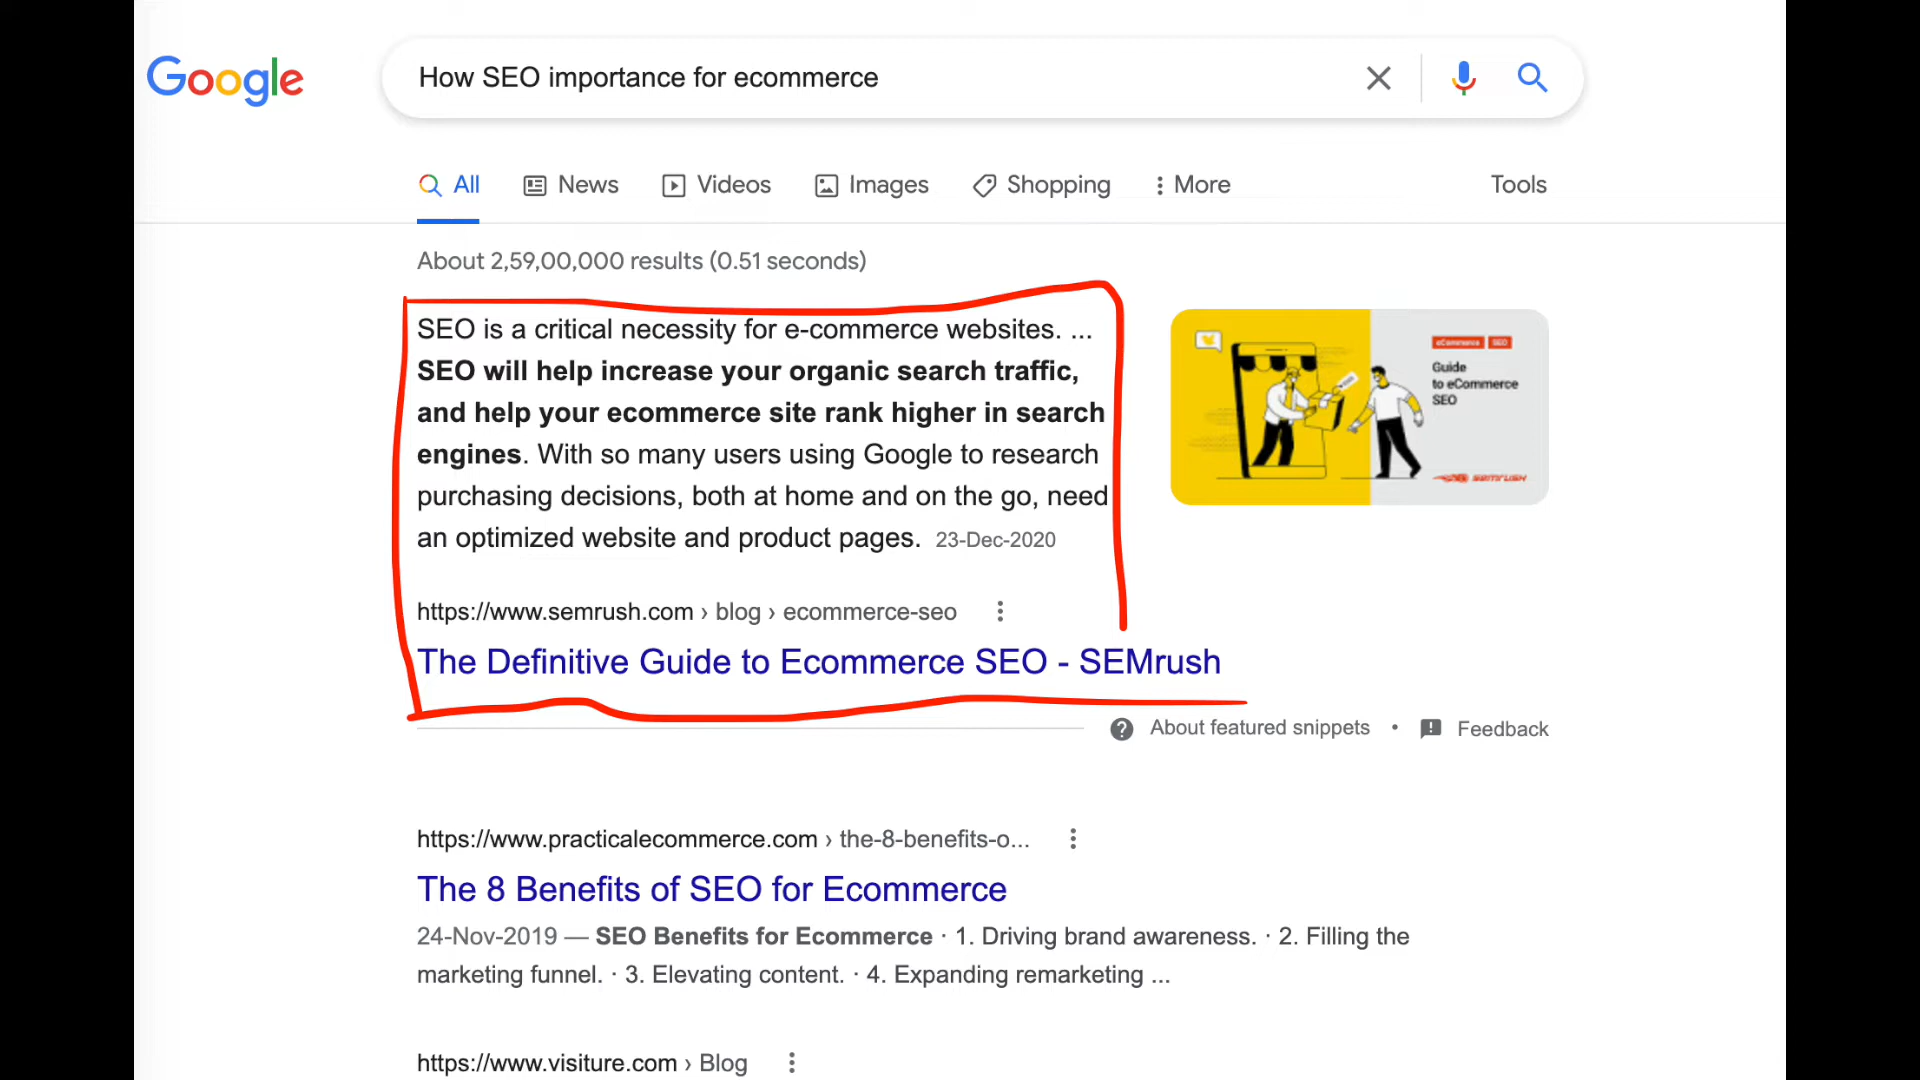 Google
How SEO importance for ecommerce
All
News
Videos
Images
Shopping
More
Tools
About 2,59,00,000 results (0.51 seconds)
SEO is a critical necessity for e-commerce websites. ...
SEO will help increase your organic search traffic,
and help your ecommerce site rank higher in search
engines. With so many users using Google to research
purchasing decisions, both at home and on the go, need
an optimized website and product pages. 23-Dec-2020
eCommerce SEO
Guide
to eCommerce
SEO
SEMRUSH
https://www.semrush.com › blog › ecommerce-seo
The Definitive Guide to Ecommerce SEO - SEMrush
About featured snippets • Feedback
https://www.practicalecommerce.com › the-8-benefits-o...
The 8 Benefits of SEO for Ecommerce
24-Nov-2019 — SEO Benefits for Ecommerce · 1. Driving brand awareness. · 2. Filling the
marketing funnel. · 3. Elevating content. · 4. Expanding remarketing ...
https://www.visiture.com › Blog